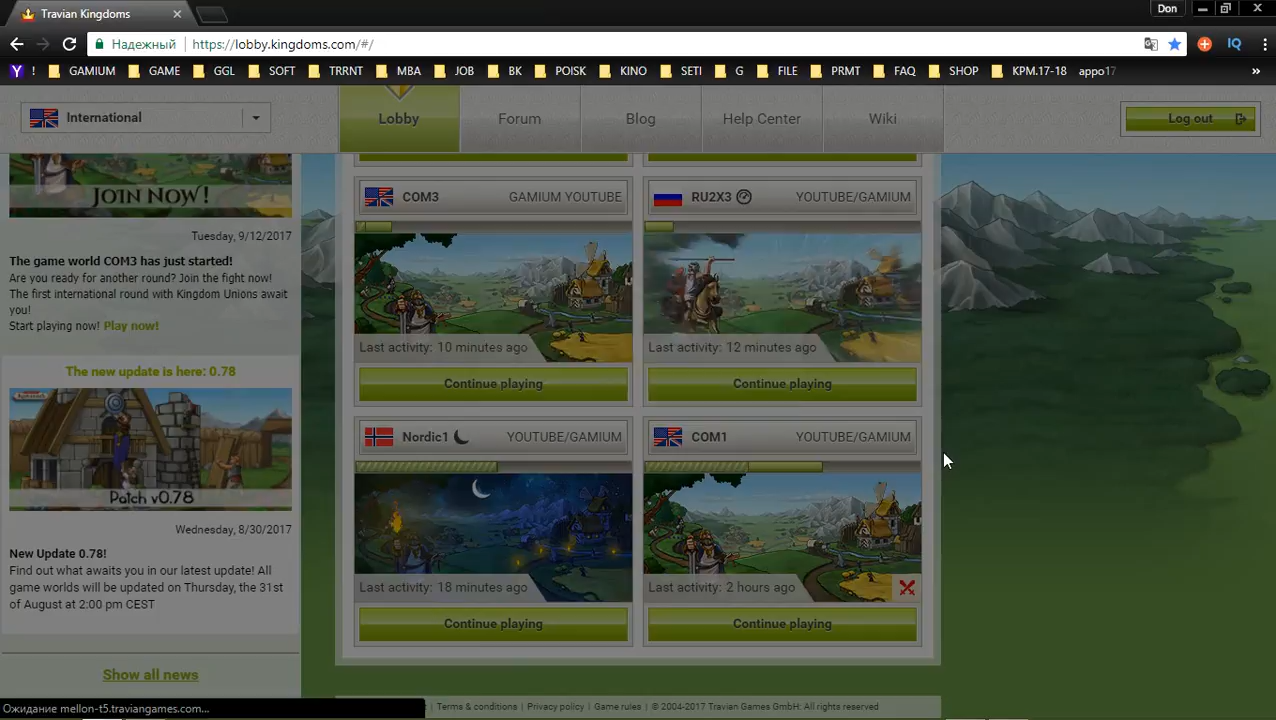 Travian Kingdoms
Don
Надежный
https://lobby.kingdoms.com/#/
IQ
Y !
GAMIUM
GAME
GGL
SOFT
TRRNT
MBA
JOB
BK
POISK
KINO
SETI
G
FILE
PRMT
FAQ
SHOP
KPM.17-18
appo17
International
Lobby
Forum
Blog
Help Center
Wiki
Log out
JOIN NOW!
Tuesday, 9/12/2017
The game world COM3 has just started!
Are you ready for another round? Join the fight now!
The first international round with Kingdom Unions await
you!
Start playing now! Play now!
The new update is here: 0.78
Patch v0.78
Wednesday, 8/30/2017
New Update 0.78!
Find out what awaits you in our latest update! All
game worlds will be updated on Thursday, the 31st
of August at 2:00 pm CEST
Show all news
COM3 GAMIUM YOUTUBE
Last activity: 10 minutes ago
Continue playing
RU2X3 YOUTUBE/GAMIUM
Last activity: 12 minutes ago
Continue playing
Nordic1 YOUTUBE/GAMIUM
Last activity: 18 minutes ago
Continue playing
COM1 YOUTUBE/GAMIUM
Last activity: 2 hours ago
Continue playing
Ожидание mellon-t5.traviangames.com...
| Terms & conditions | Privacy policy | Game rules | © 2004-2017 Travian Games GmbH: All rights reserved